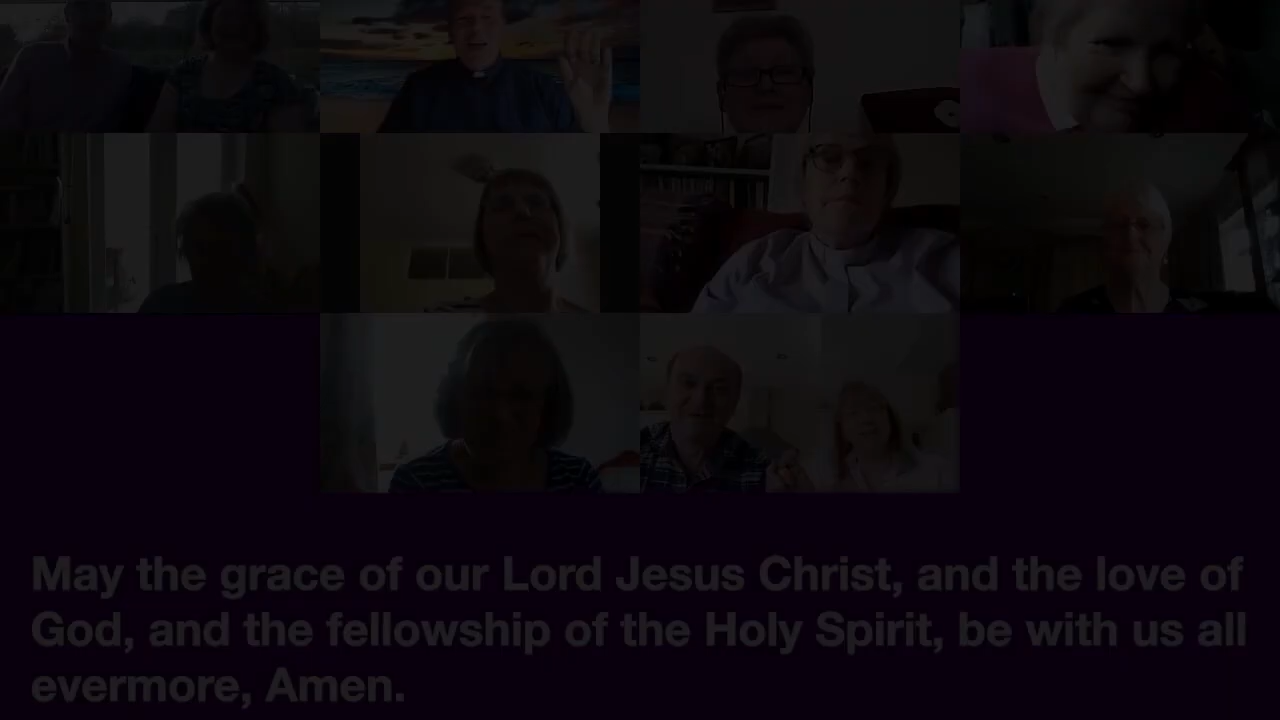 May the grace of our Lord Jesus Christ, and the love of
God, and the fellowship of the Holy Spirit, be with us all
evermore, Amen.